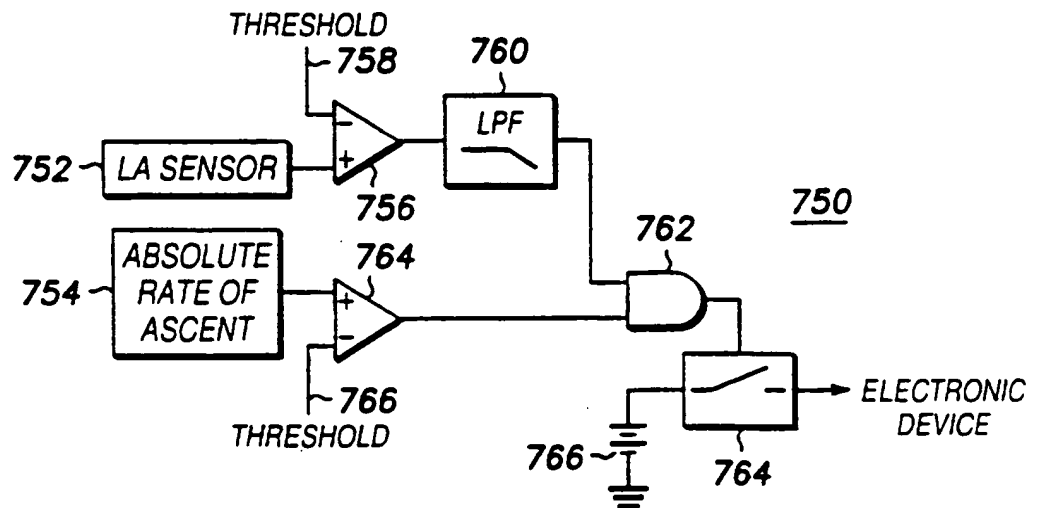 THRESHOLD
758
760
LPF
752
LA SENSOR
756
750
762
754
ABSOLUTE
RATE OF
ASCENT
764
766
THRESHOLD
766
764
ELECTRONIC
DEVICE